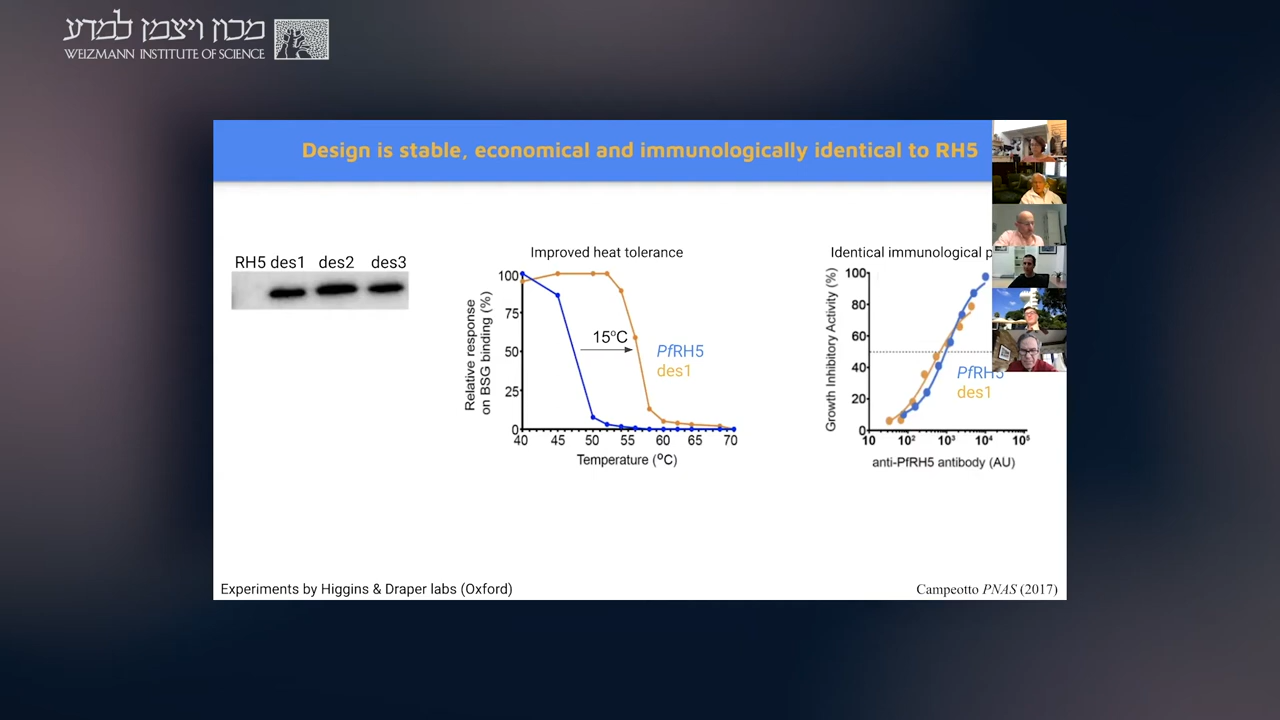 מכון ויצמן למדע
WEIZMANN INSTITUTE OF SCIENCE
Design is stable, economical and immunologically identical to RH5
RH5 des1 des2 des3
Improved heat tolerance
Relative response
on BSG binding (%)
100
75
50
25
0
15°C
PfRH5
des1
40 45 50 55 60 65 70
Temperature (°C)
Identical immunological p
Growth Inhibitory Activity (%)
100
80
60
40
20
0
PfRH5
des1
10 10² 10³ 10⁴ 10⁵
anti-PfRH5 antibody (AU)
Experiments by Higgins & Draper labs (Oxford)
Campeotto PNAS (2017)